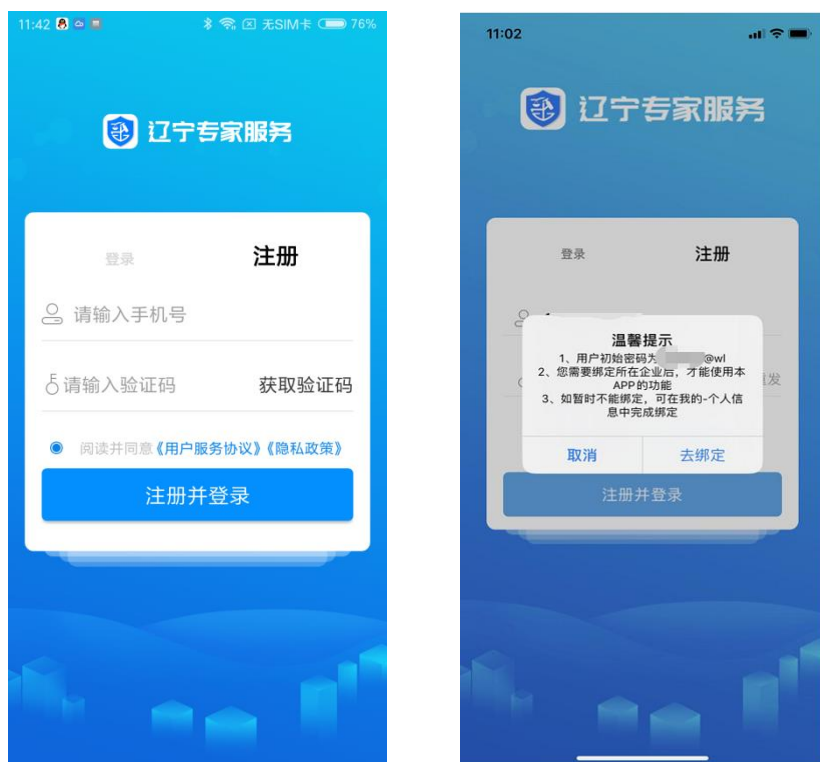 11:42
无SIM卡
76%
辽宁专家服务
登录
注册
请输入手机号
请输入验证码
获取验证码
阅读并同意《用户服务协议》《隐私政策》
注册并登录
11:02
辽宁专家服务
登录
注册
温馨提示
1、用户初始密码为 @wl
2、您需要绑定所在企业后，才能使用本
APP的功能
3、如暂时不能绑定，可在我的-个人信
息中完成绑定
发
取消
去绑定
注册并登录